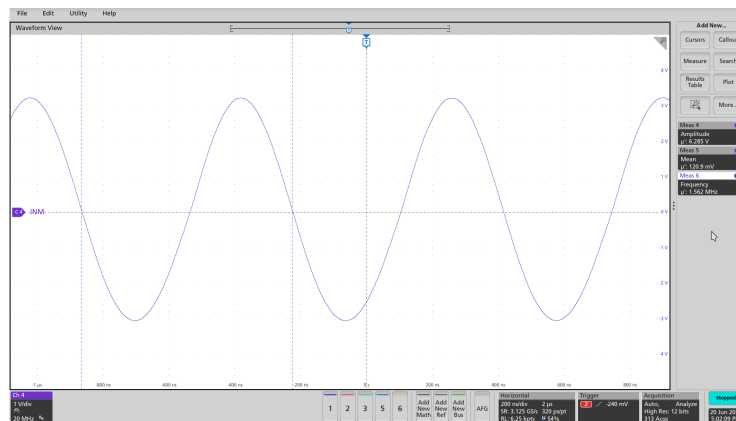 File Edit Utility Help
Waveform View
Add New...
Cursors
Measure Search
Results Table Plot
More...
Meas 4
Amplitude
µ': 6.285 V
Meas 5
Mean
µ': 120.9 mV
Meas 6
Frequency
µ': 1.562 MHz
4 V
3 V
2 V
1 V
0 V
-1 V
-2 V
-3 V
-4 V
C 4 INM
T
-1 µs -800 ns -600 ns -400 ns -200 ns 0 s 200 ns 400 ns 600 ns 800 ns
Ch 4
1 V/div
20 MHz
1 2 3 5 6
Add New Math
Add New Ref
Add New Bus
AFG
Horizontal
200 ns/div 2 µs
SR: 3.125 GS/s 320 ps/pt
RL: 6.25 kpts 54%
Trigger
2 -240 mV
Acquisition
Auto, Analyze
High Res: 12 bits
313 Acqs
Stopped
20 Jun 20
5:02:09 P